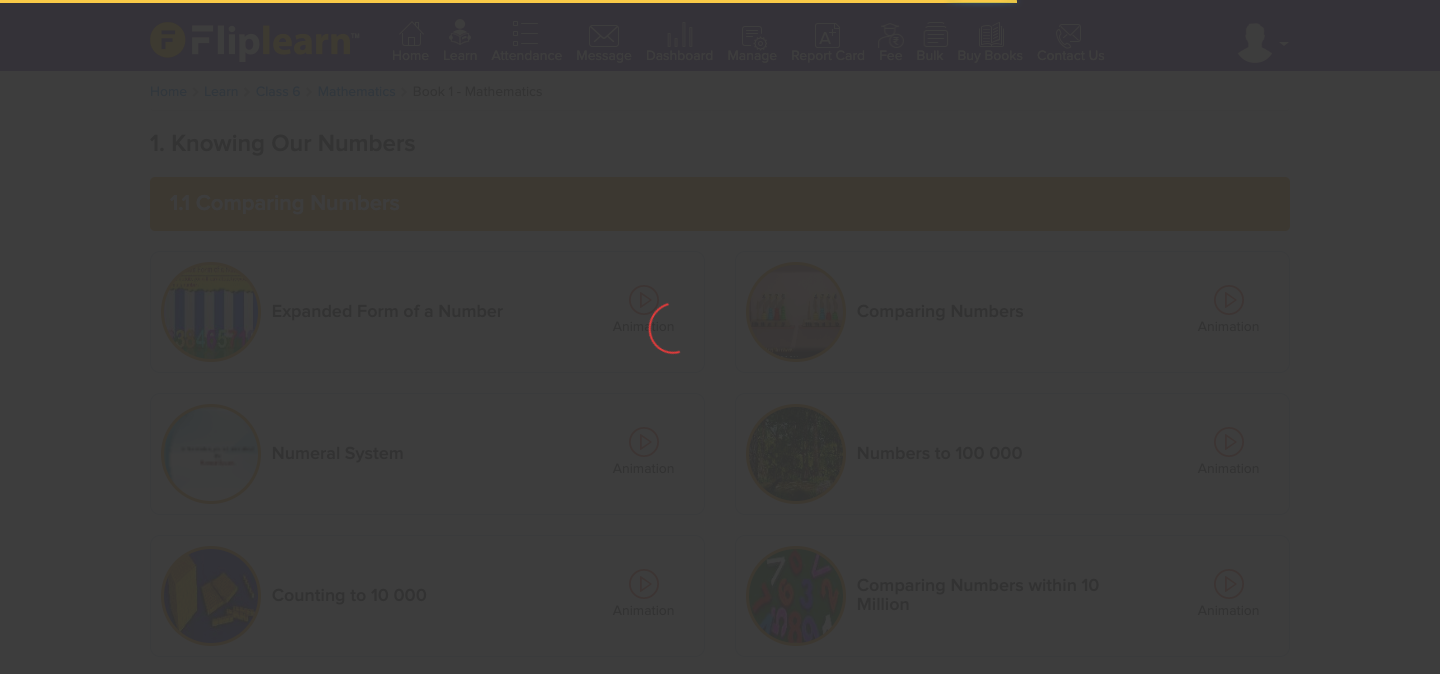 Fliplearn™
Home Learn Attendance Message Dashboard Manage Report Card Fee Bulk Buy Books Contact Us
Home > Learn > Class 6 > Mathematics > Book 1 - Mathematics
1. Knowing Our Numbers
1.1 Comparing Numbers
Expanded Form of a Number
Animation
Comparing Numbers
Animation
Numeral System
Animation
Numbers to 100 000
Animation
Counting to 10 000
Animation
Comparing Numbers within 10
Million
Animation